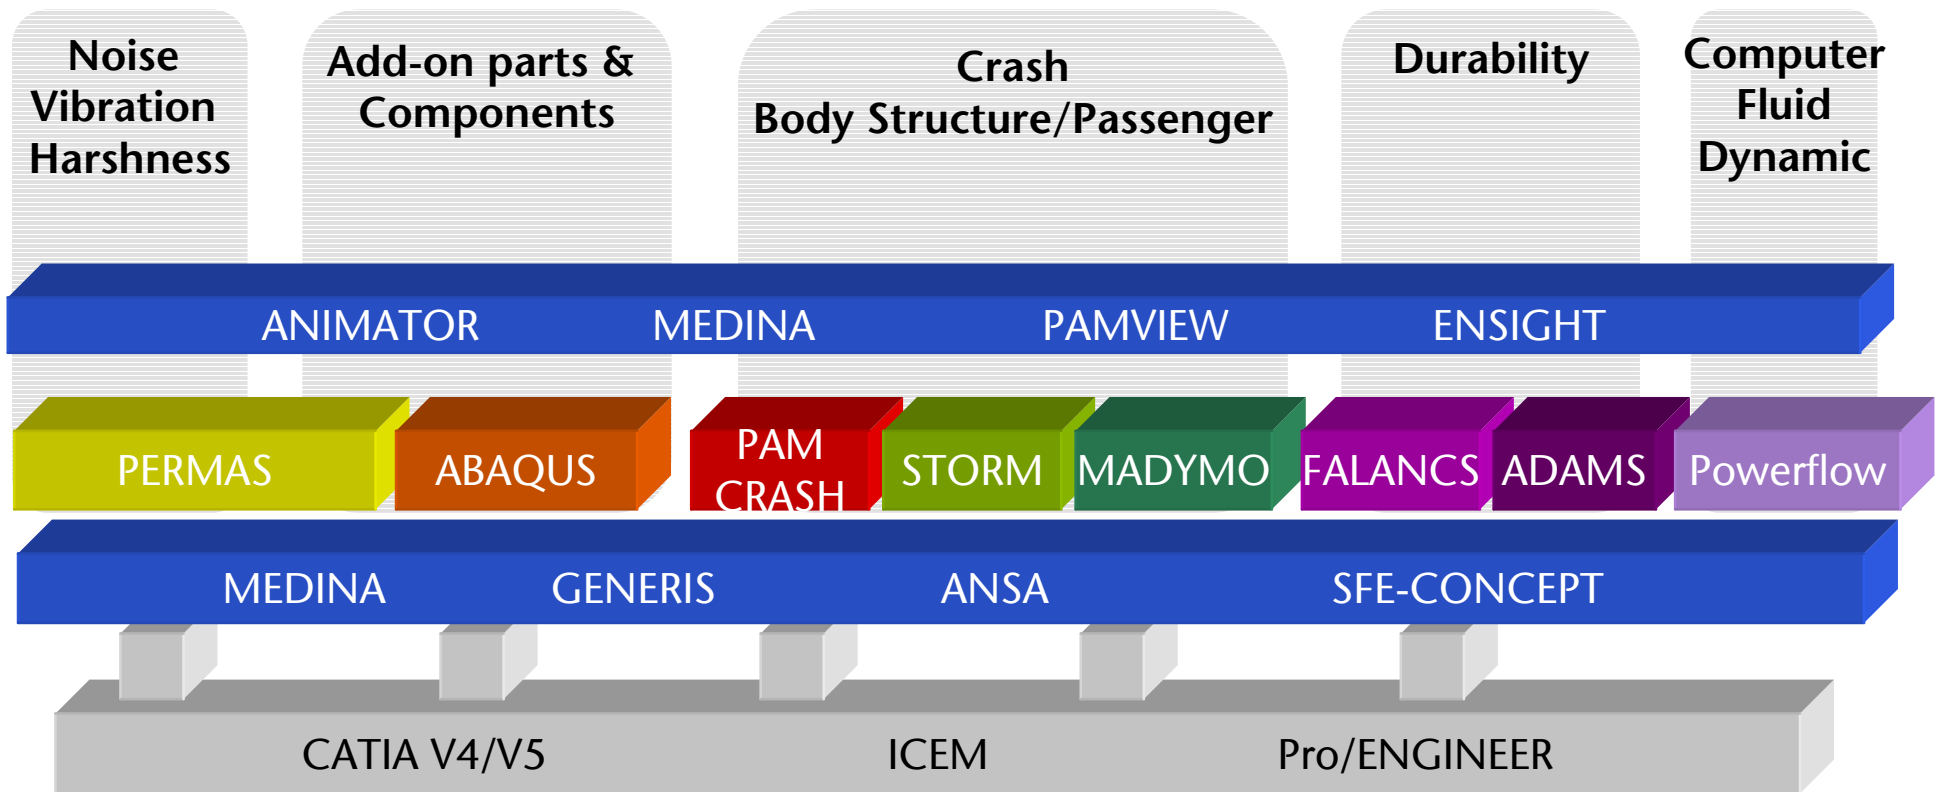 Noise
Vibration
Harshness
Add-on parts &
Components
Crash
Body Structure/Passenger
Durability
Computer
Fluid
Dynamic
ANIMATOR MEDINA PAMVIEW ENSIGHT
PERMAS
ABAQUS
PAM
CRASH
STORM
MADYMO
FALANCS
ADAMS
Powerflow
MEDINA GENERIS ANSA SFE-CONCEPT
CATIA V4/V5 ICEM Pro/ENGINEER